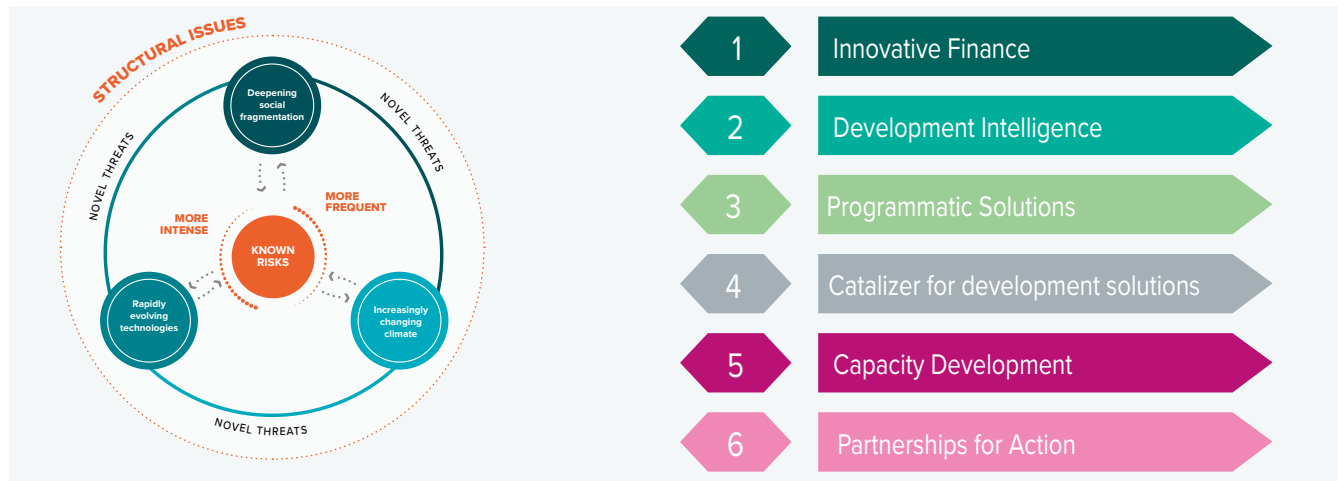 STRUCTURAL ISSUES
NOVEL THREATS
NOVEL THREATS
Deepening
social
fragmentation
MORE
FREQUENT
MORE
INTENSE
KNOWN
RISKS
Rapidly
evolving
technologies
Increasingly
changing
climate
NOVEL THREATS
1
Innovative Finance
2
Development Intelligence
3
Programmatic Solutions
4
Catalizer for development solutions
5
Capacity Development
6
Partnerships for Action